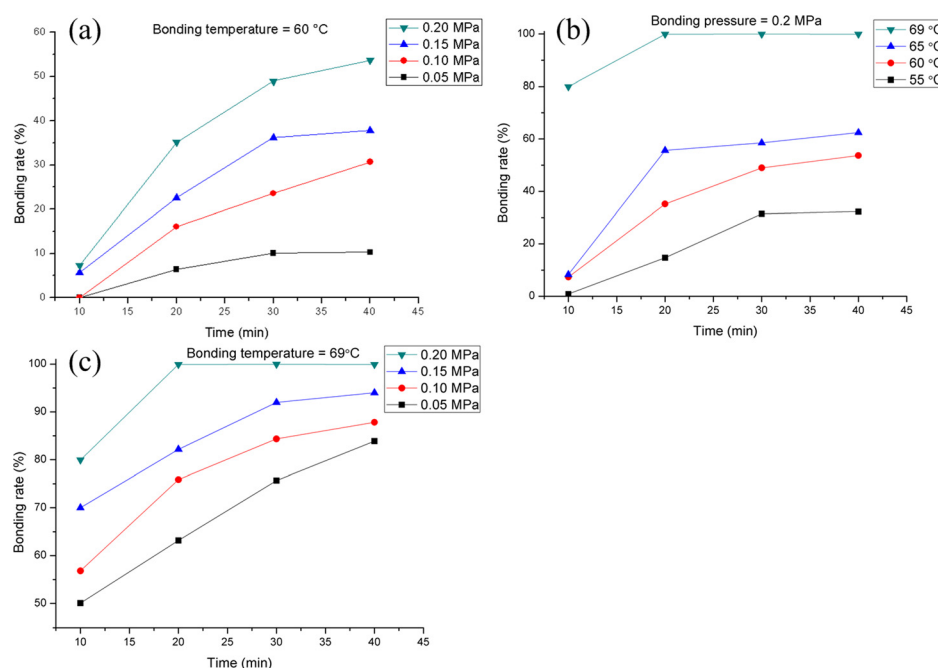 (a)
Bonding temperature = 60 °C
0.20 MPa
0.15 MPa
0.10 MPa
0.05 MPa
60
50
40
30
20
10
0
Bonding rate (%)
10 15 20 25 30 35 40 45
Time (min)
(b)
Bonding pressure = 0.2 MPa
69 °C
65 °C
60 °C
55 °C
100
80
60
40
20
0
Bonding rate (%)
10 15 20 25 30 35 40 45
Time (min)
(c)
Bonding temperature = 69°C
0.20 MPa
0.15 MPa
0.10 MPa
0.05 MPa
100
90
80
70
60
50
Bonding rate (%)
10 15 20 25 30 35 40 45
Time (min)